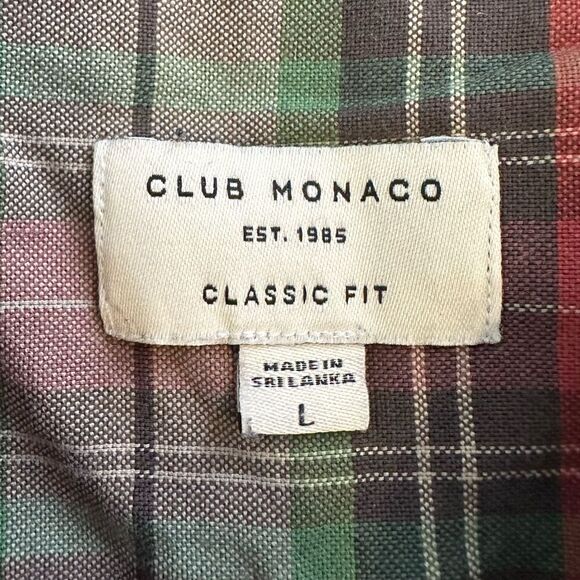 CLUB MONACO
EST. 1985
CLASSIC FIT
MADE IN
SRI LANKA
L